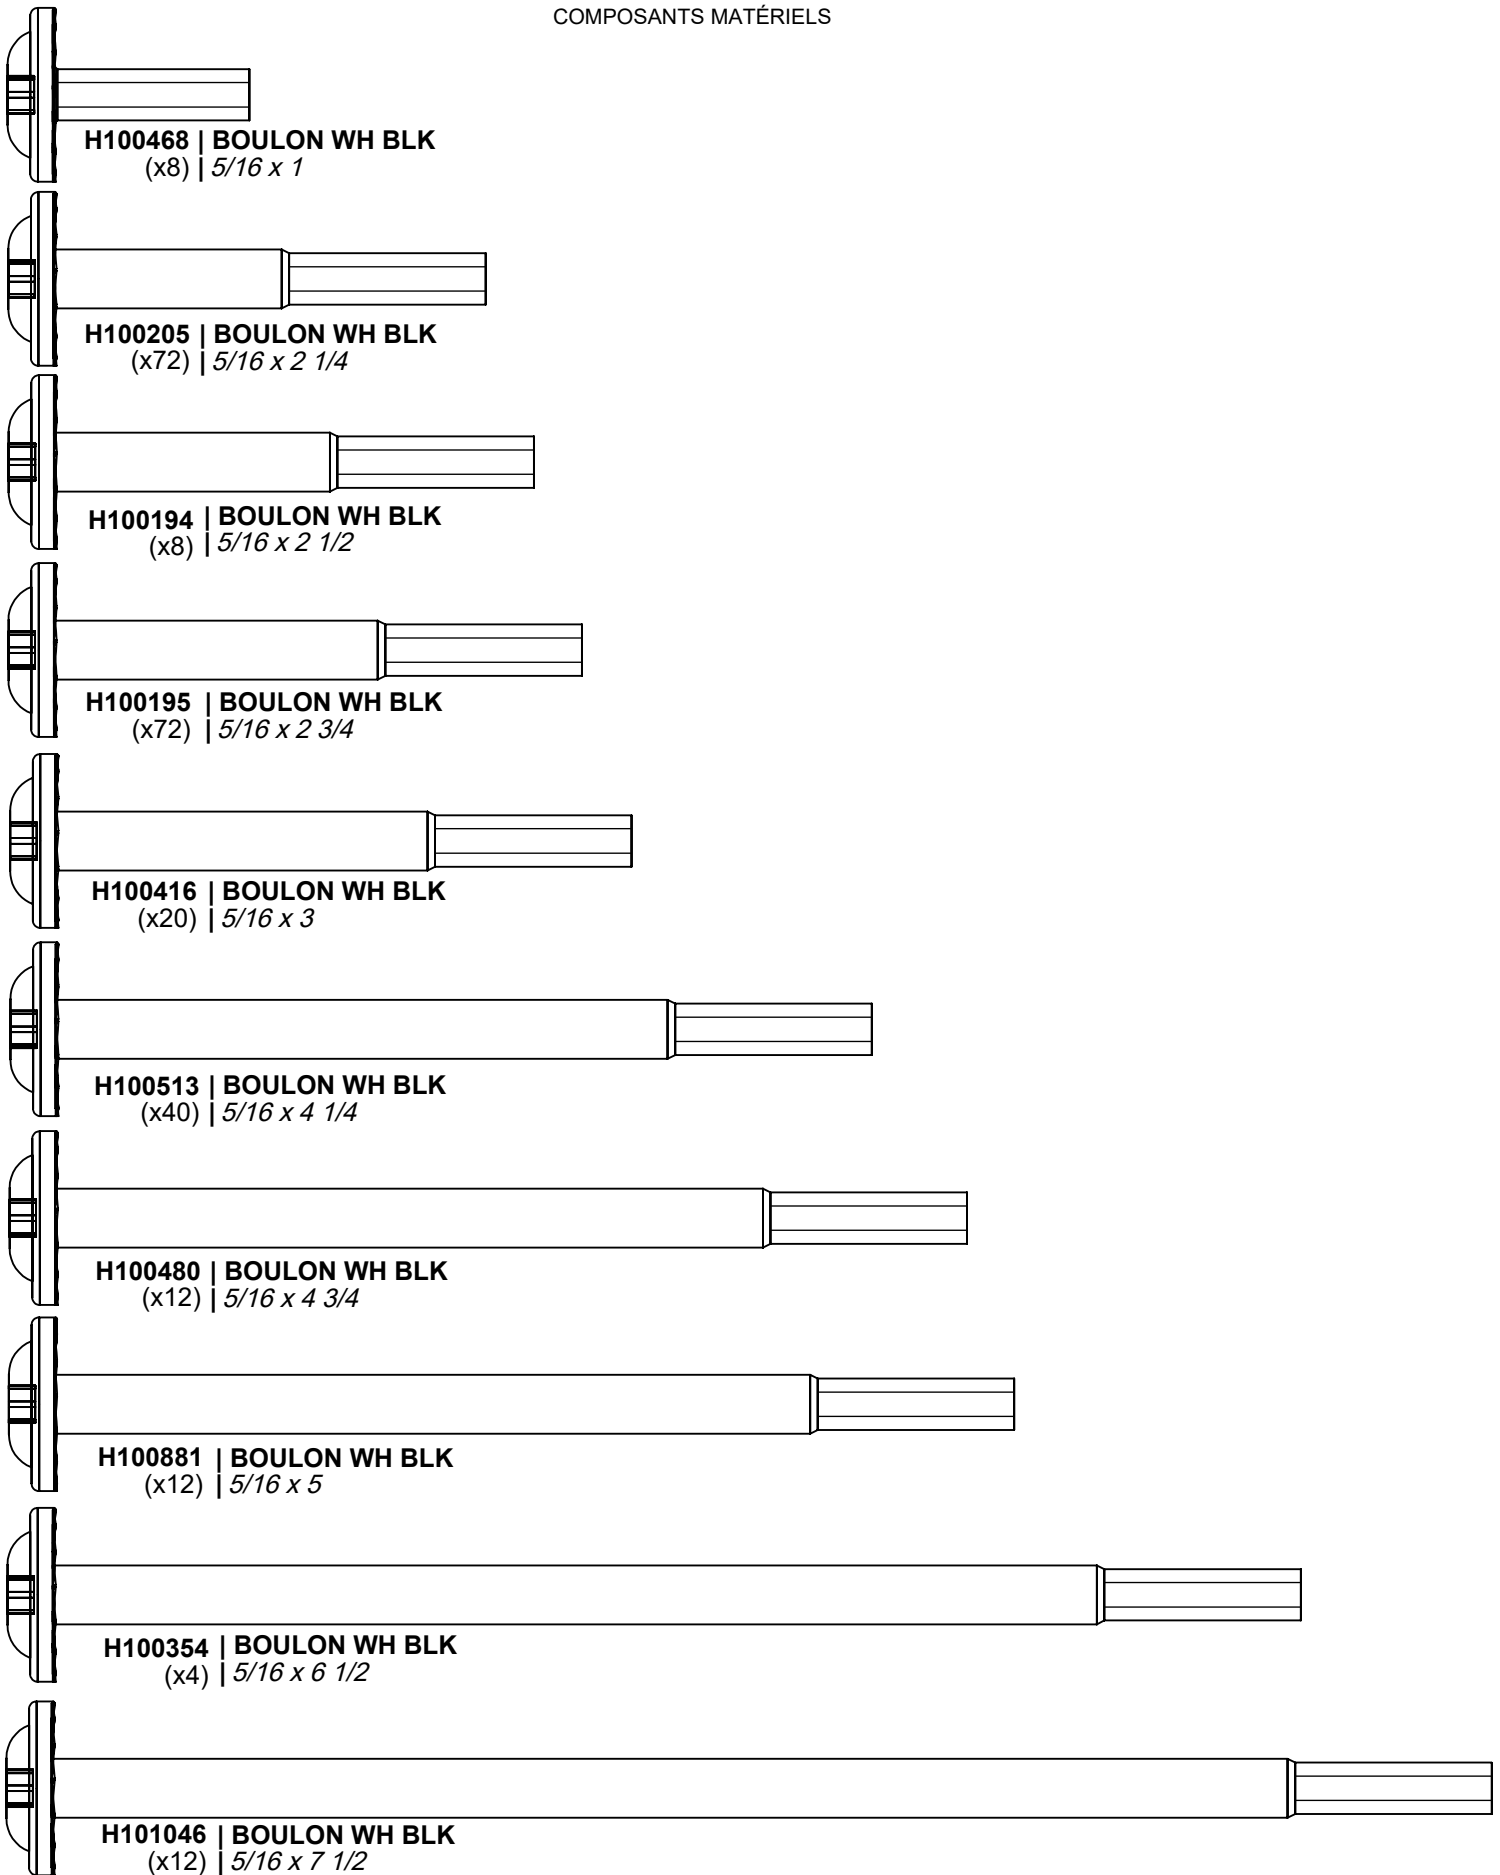 COMPOSANTS MATÉRIELS
H100468 | BOULON WH BLK
(x8) | 5/16 x 1
H100205 | BOULON WH BLK
(x72) | 5/16 x 2 1/4
H100194 | BOULON WH BLK
(x8) | 5/16 x 2 1/2
H100195 | BOULON WH BLK
(x72) | 5/16 x 2 3/4
H100416 | BOULON WH BLK
(x20) | 5/16 x 3
H100513 | BOULON WH BLK
(x40) | 5/16 x 4 1/4
H100480 | BOULON WH BLK
(x12) | 5/16 x 4 3/4
H100881 | BOULON WH BLK
(x12) | 5/16 x 5
H100354 | BOULON WH BLK
(x4) | 5/16 x 6 1/2
H101046 | BOULON WH BLK
(x12) | 5/16 x 7 1/2